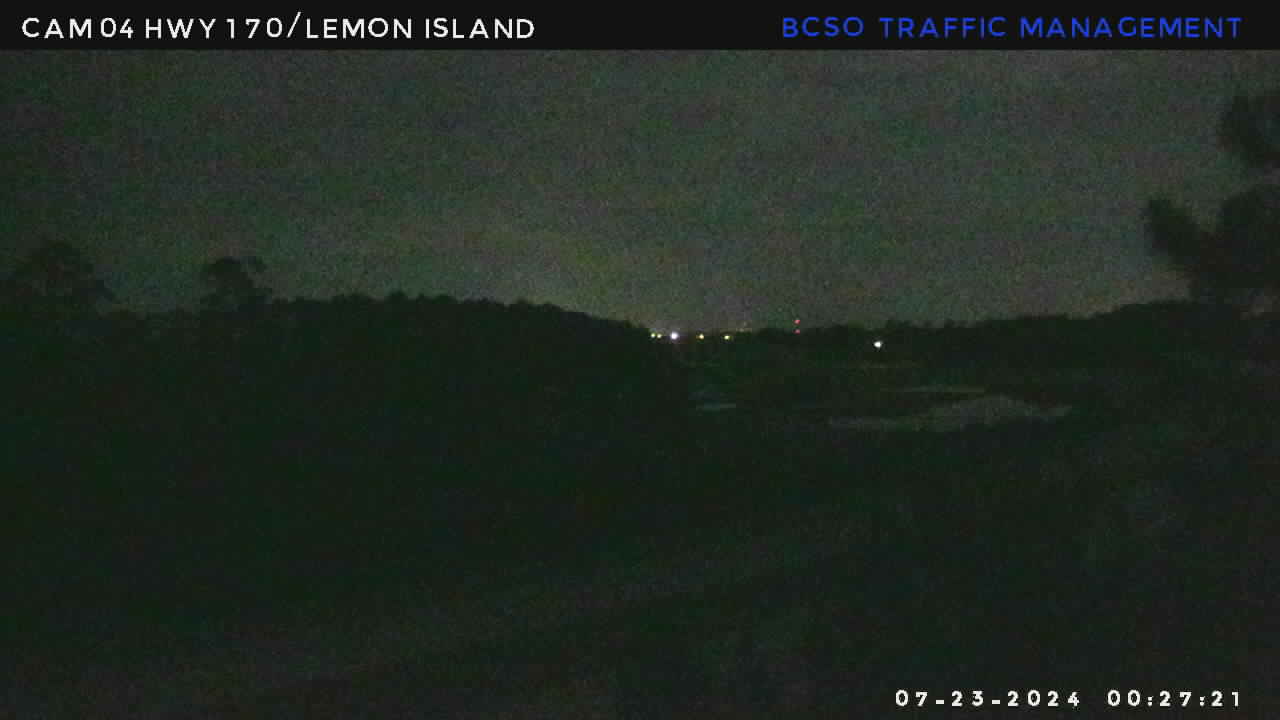 CAM04 HWY 170/LEMON ISLAND
BCSO TRAFFIC MANAGEMENT
07-23-2024 00:27:21